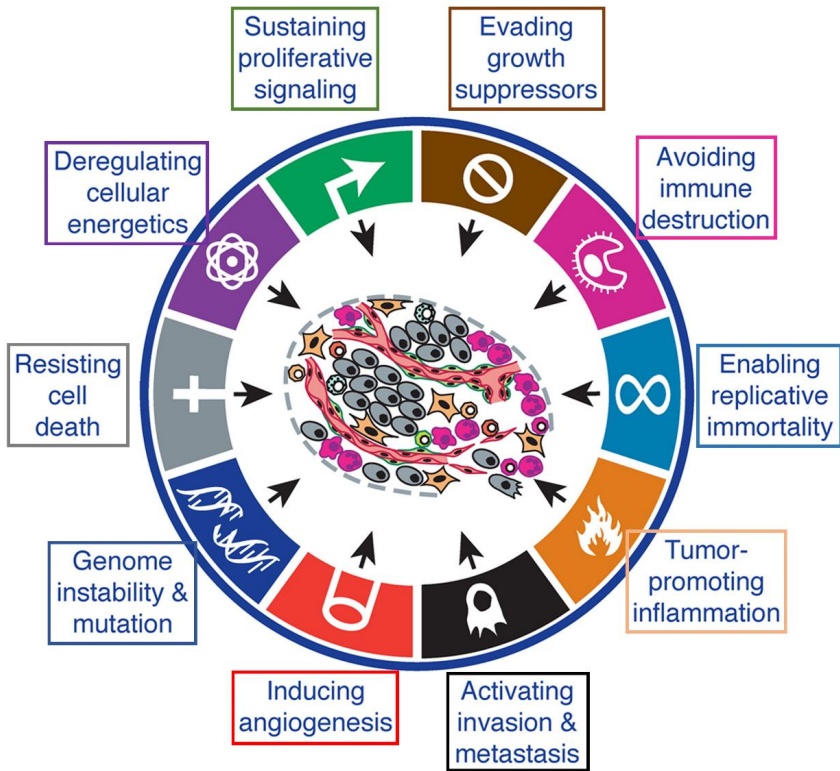 Sustaining
proliferative
signaling
Evading
growth
suppressors
Deregulating
cellular
energetics
Avoiding
immune
destruction
Resisting
cell
death
Enabling
replicative
immortality
Genome
instability &
mutation
Tumor-
promoting
inflammation
Inducing
angiogenesis
Activating
invasion &
metastasis